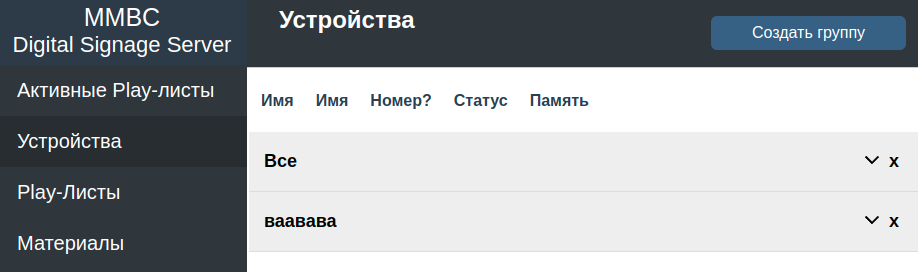 MMBC
Digital Signage Server
Активные Play-листы
Устройства
Play-Листы
Материалы
Устройства
Создать группу
Имя Имя Номер? Статус Память
Все x
ваавава x